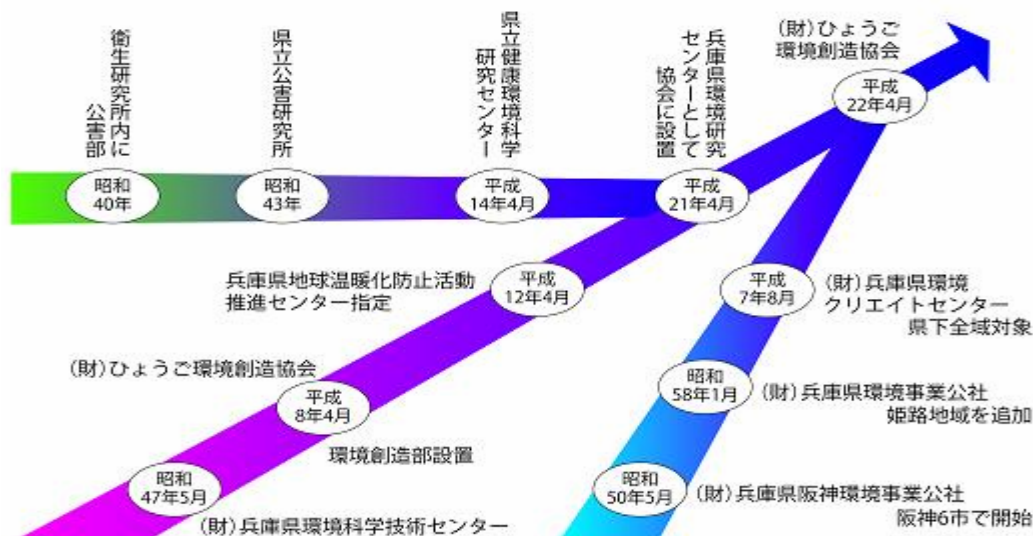 衛生研究所内に
公害部
昭和
40年
県立公害研究所
昭和
43年
県立健康環境科学
研究センター
平成
14年4月
兵庫県環境研究
センターとして
協会に設置
平成
21年4月
(財)ひょうご
環境創造協会
平成
22年4月
兵庫県地球温暖化防止活動
推進センター指定
平成
12年4月
(財)ひょうご環境創造協会
平成
8年4月
環境創造部設置
昭和
47年5月
(財)兵庫県環境科学技術センター
平成
7年8月
(財)兵庫県環境
クリエイトセンター
県下全域対象
昭和
58年1月
(財)兵庫県環境事業公社
姫路地域を追加
昭和
50年5月
(財)兵庫県阪神環境事業公社
阪神6市で開始